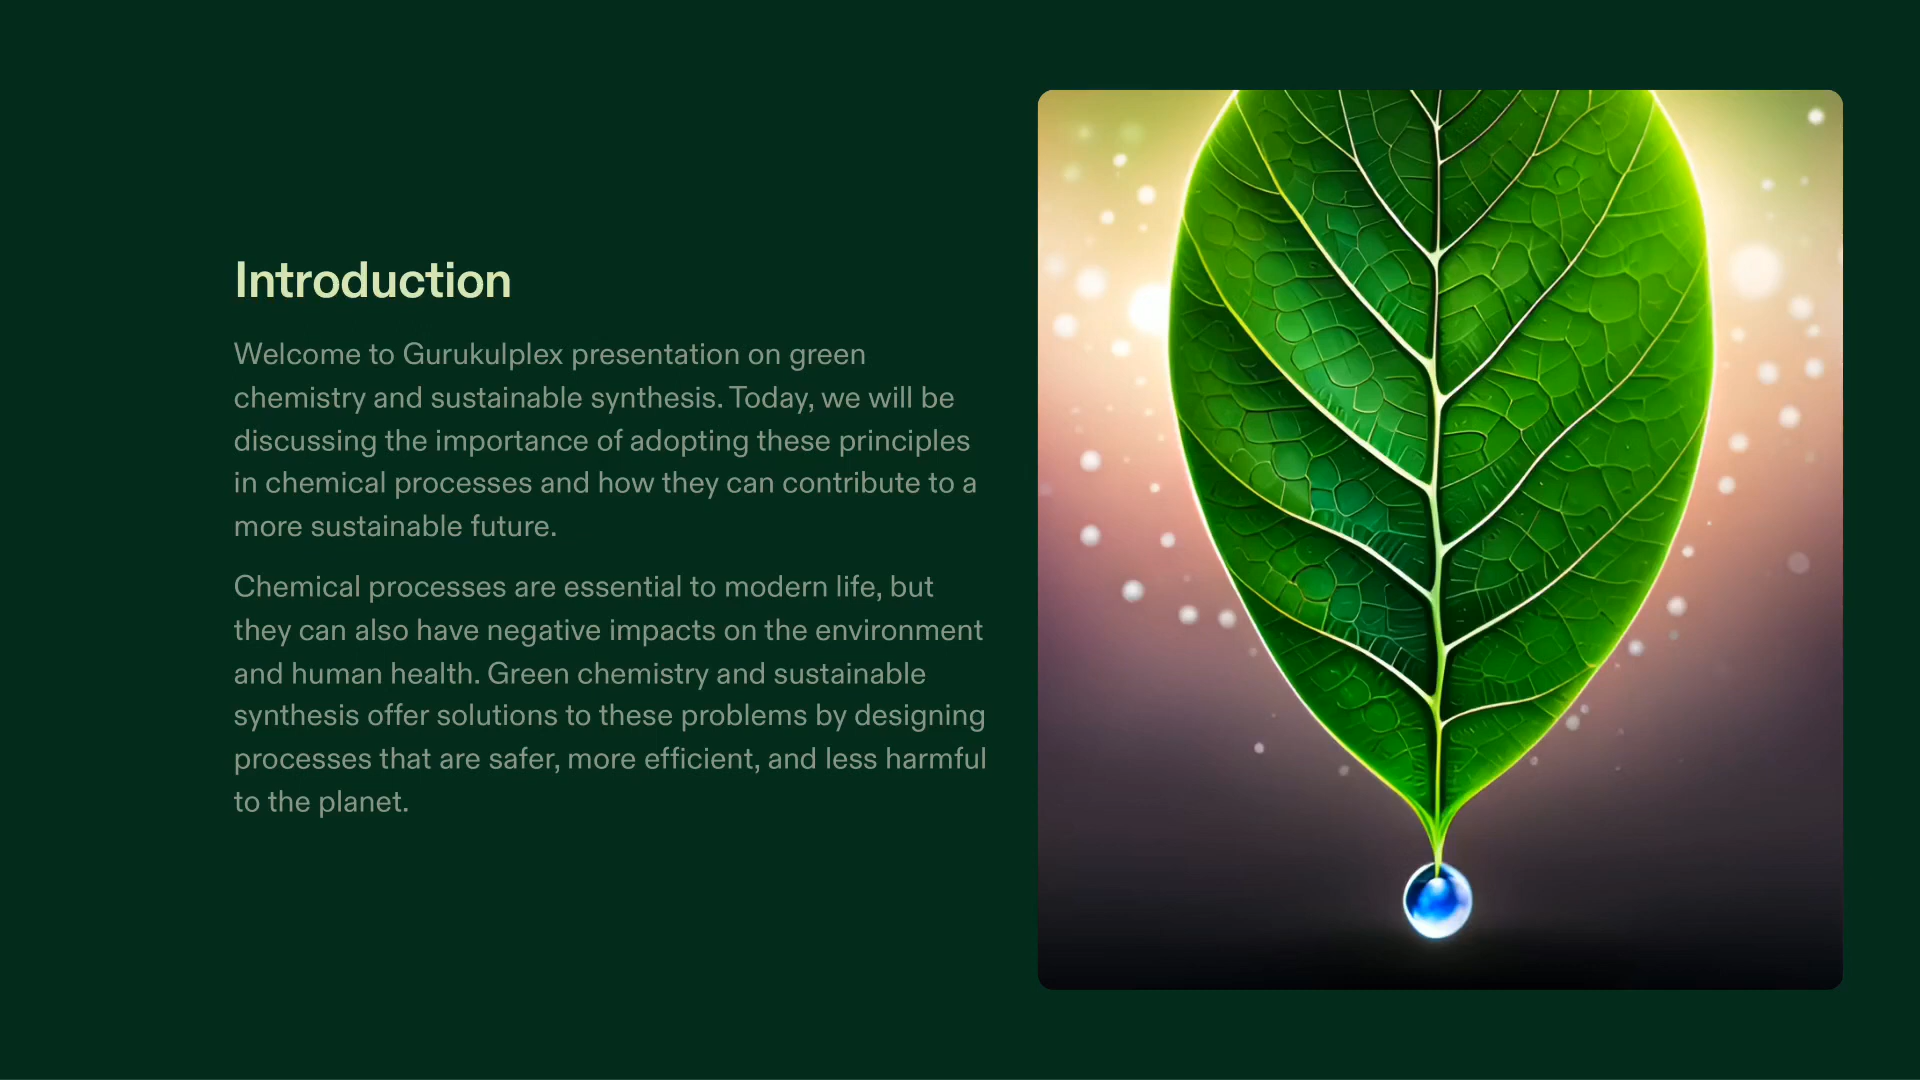 Introduction
Welcome to Gurukulplex presentation on green
chemistry and sustainable synthesis. Today, we will be
discussing the importance of adopting these principles
in chemical processes and how they can contribute to a
more sustainable future.
Chemical processes are essential to modern life, but
they can also have negative impacts on the environment
and human health. Green chemistry and sustainable
synthesis offer solutions to these problems by designing
processes that are safer, more efficient, and less harmful
to the planet.